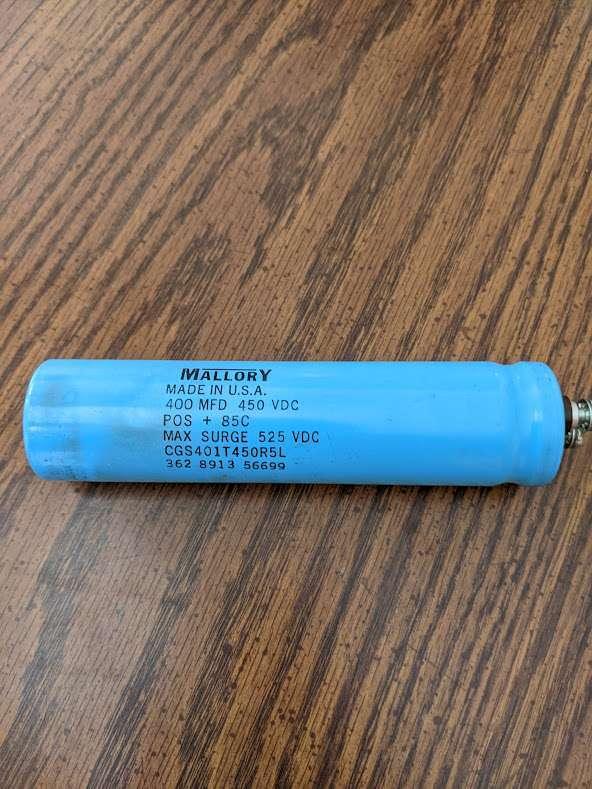 MALLORY
MADE IN U.S.A.
400 MFD 450 VDC
POS + 85C
MAX SURGE 525 VDC
CGS401T450R5L
362 8913 56699